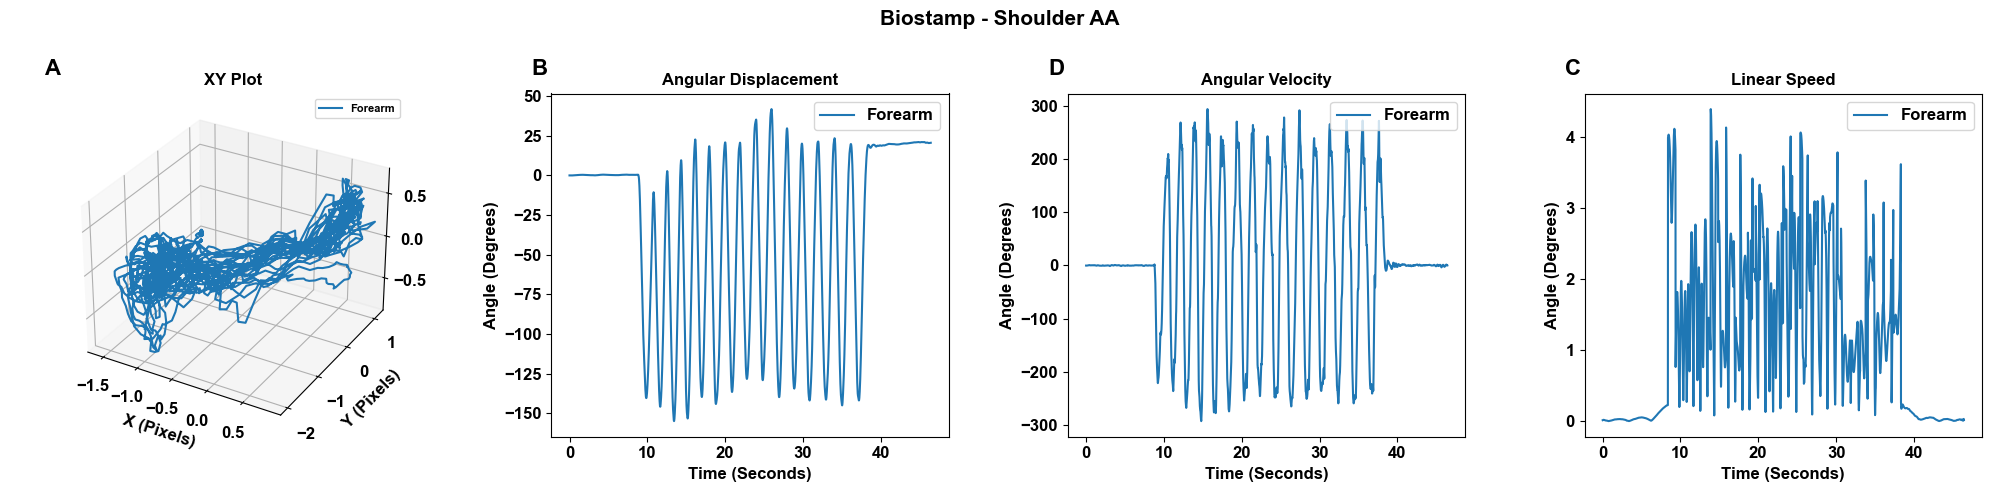 Biostamp - Shoulder AA
A
XY Plot
Forearm
0.5
0.0
−0.5
−1.5
−1.0
−0.5
0.0
0.5
X (Pixels)
−2
−1
0
1
Y (Pixels)
B
Angular Displacement
Forearm
50
25
0
−25
−50
−75
−100
−125
−150
Angle (Degrees)
0 10 20 30 40
Time (Seconds)
D
Angular Velocity
Forearm
300
200
100
0
−100
−200
−300
Angle (Degrees)
0 10 20 30 40
Time (Seconds)
C
Linear Speed
Forearm
4
3
2
1
0
Angle (Degrees)
0 10 20 30 40
Time (Seconds)